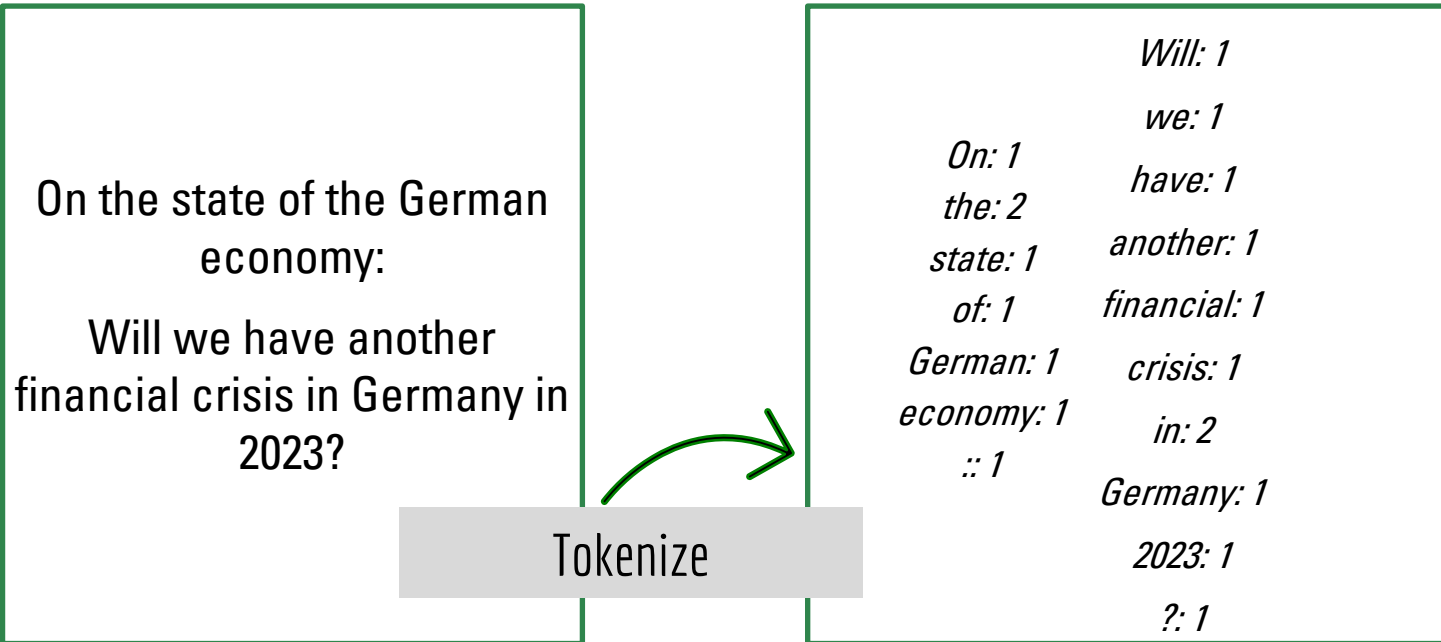 On the state of the German
economy:
Will we have another
financial crisis in Germany in
2023?
Tokenize
On: 1
the: 2
state: 1
of: 1
German: 1
economy: 1
:: 1
Will: 1
we: 1
have: 1
another: 1
financial: 1
crisis: 1
in: 2
Germany: 1
2023: 1
?: 1